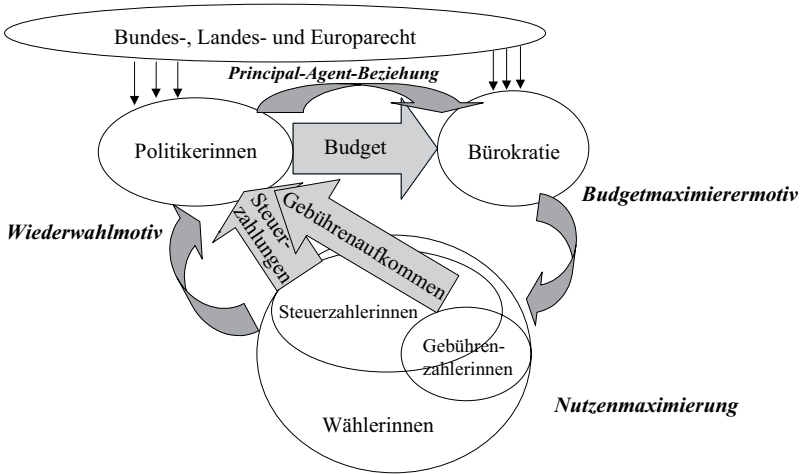 Bundes-, Landes- und Europarecht
Principal-Agent-Beziehung
Politikerinnen
Budget
Bürokratie
Budgetmaximierermotiv
Wiederwahlmotiv
Steuer-
zahlungen
Gebührenaufkommen
Steuerzahlerinnen
Gebühren-
zahlerinnen
Nutzenmaximierung
Wählerinnen